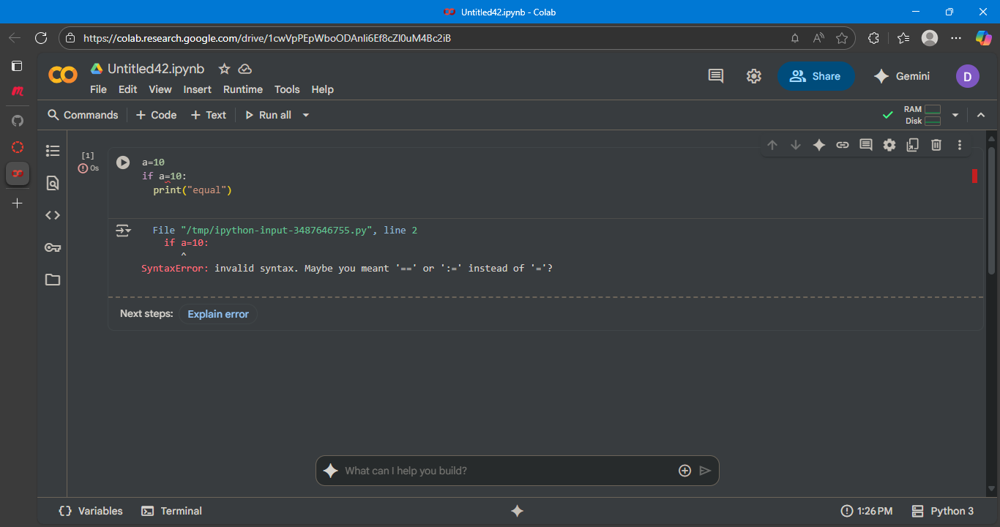 Untitled42.ipynb - Colab
https://colab.research.google.com/drive/1cwVpPEpWboODAnli6Ef8cZl0uM4Bc2iB
Untitled42.ipynb
File Edit View Insert Runtime Tools Help
Share
Gemini
D
Commands + Code + Text Run all
RAM
Disk
[1]
0s
a=10
if a=10:
print("equal")
File "/tmp/ipython-input-3487646755.py", line 2
if a=10:
^
SyntaxError: invalid syntax. Maybe you meant '==' or ':=' instead of '='?
Next steps: Explain error
What can I help you build?
{} Variables Terminal
1:26 PM Python 3